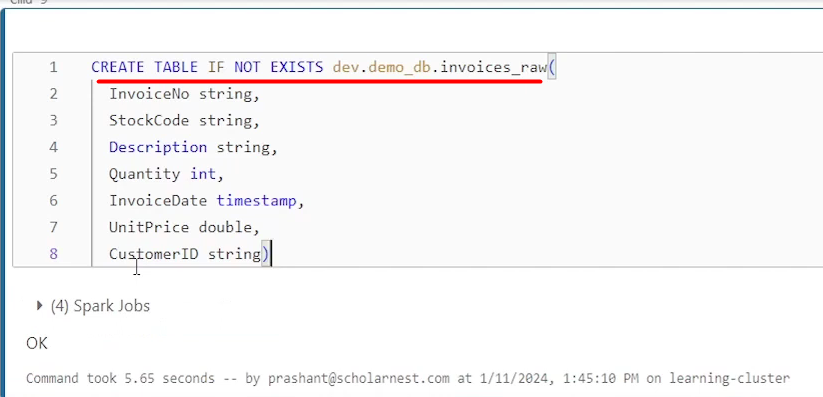 Cmd 9
1 CREATE TABLE IF NOT EXISTS dev.demo_db.invoices_raw(
2 InvoiceNo string,
3 StockCode string,
4 Description string,
5 Quantity int,
6 InvoiceDate timestamp,
7 UnitPrice double,
8 CustomerID string)
(4) Spark Jobs
OK
Command took 5.65 seconds -- by prashant@scholarnest.com at 1/11/2024, 1:45:10 PM on learning-cluster